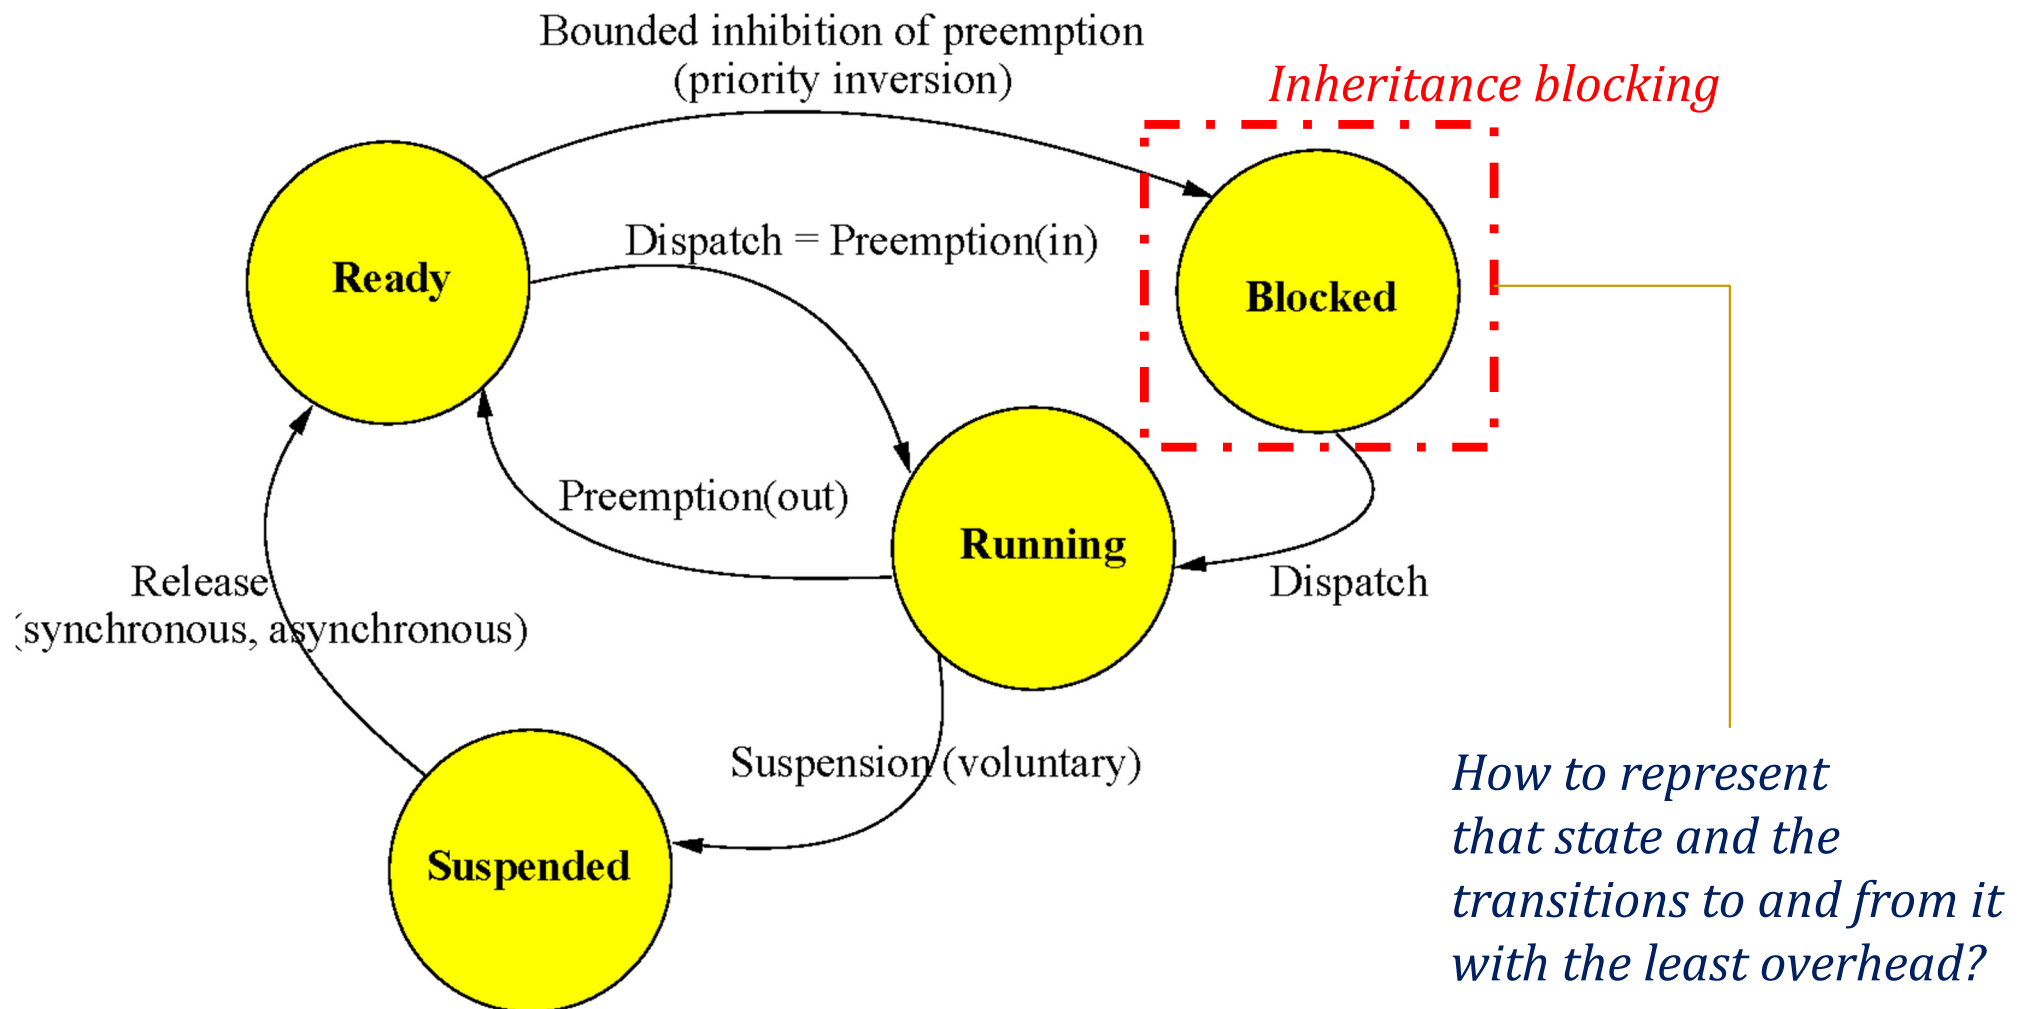 Bounded inhibition of preemption
(priority inversion)
Inheritance blocking
Dispatch = Preemption(in)
Ready
Blocked
Preemption(out)
Running
Release
(synchronous, asynchronous)
Dispatch
Suspension (voluntary)
Suspended
How to represent
that state and the
transitions to and from it
with the least overhead?